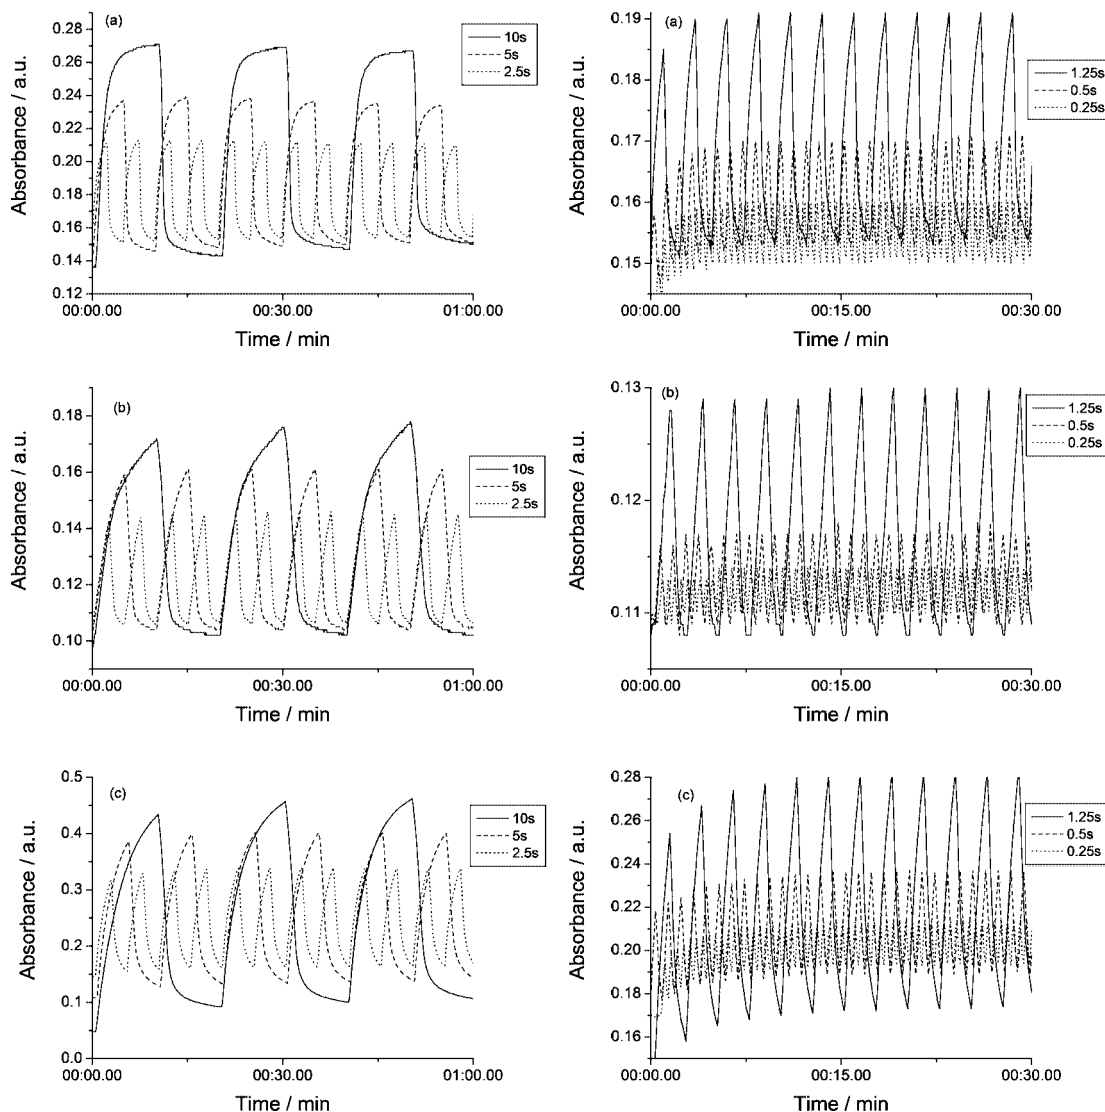 (a)
10s
5s
2.5s
0.29
0.26
0.23
0.20
0.17
0.14
0.12
Absorbance / a.u.
00:00.00
00:30.00
01:00.00
Time / min
(a)
1.25s
0.5s
0.25s
0.19
0.18
0.17
0.16
0.15
Absorbance / a.u.
00:00.00
00:15.00
00:30.00
Time / min
(b)
10s
5s
2.5s
0.18
0.16
0.14
0.12
0.10
Absorbance / a.u.
00:00.00
00:30.00
01:00.00
Time / min
(b)
1.25s
0.5s
0.25s
0.13
0.12
0.11
Absorbance / a.u.
00:00.00
00:15.00
00:30.00
Time / min
(c)
10s
5s
2.5s
0.5
0.4
0.3
0.2
0.1
0.0
Absorbance / a.u.
00:00.00
00:30.00
01:00.00
Time / min
(c)
1.25s
0.5s
0.25s
0.28
0.26
0.24
0.22
0.20
0.18
0.16
Absorbance / a.u.
00:00.00
00:15.00
00:30.00
Time / min